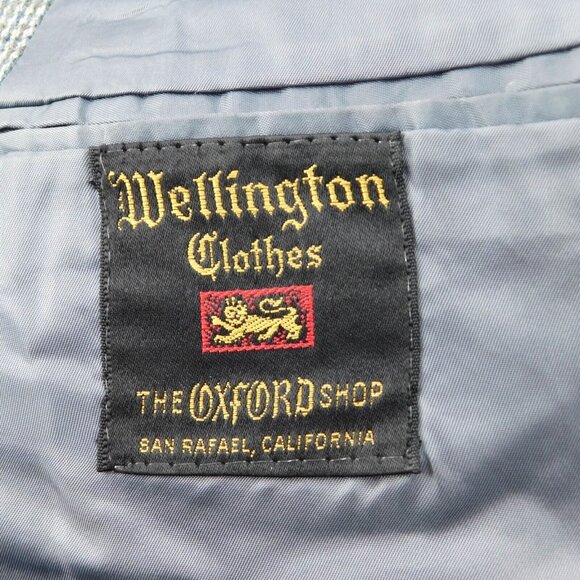 Wellington
Clothes
THE OXFORD SHOP
SAN RAFAEL, CALIFORNIA